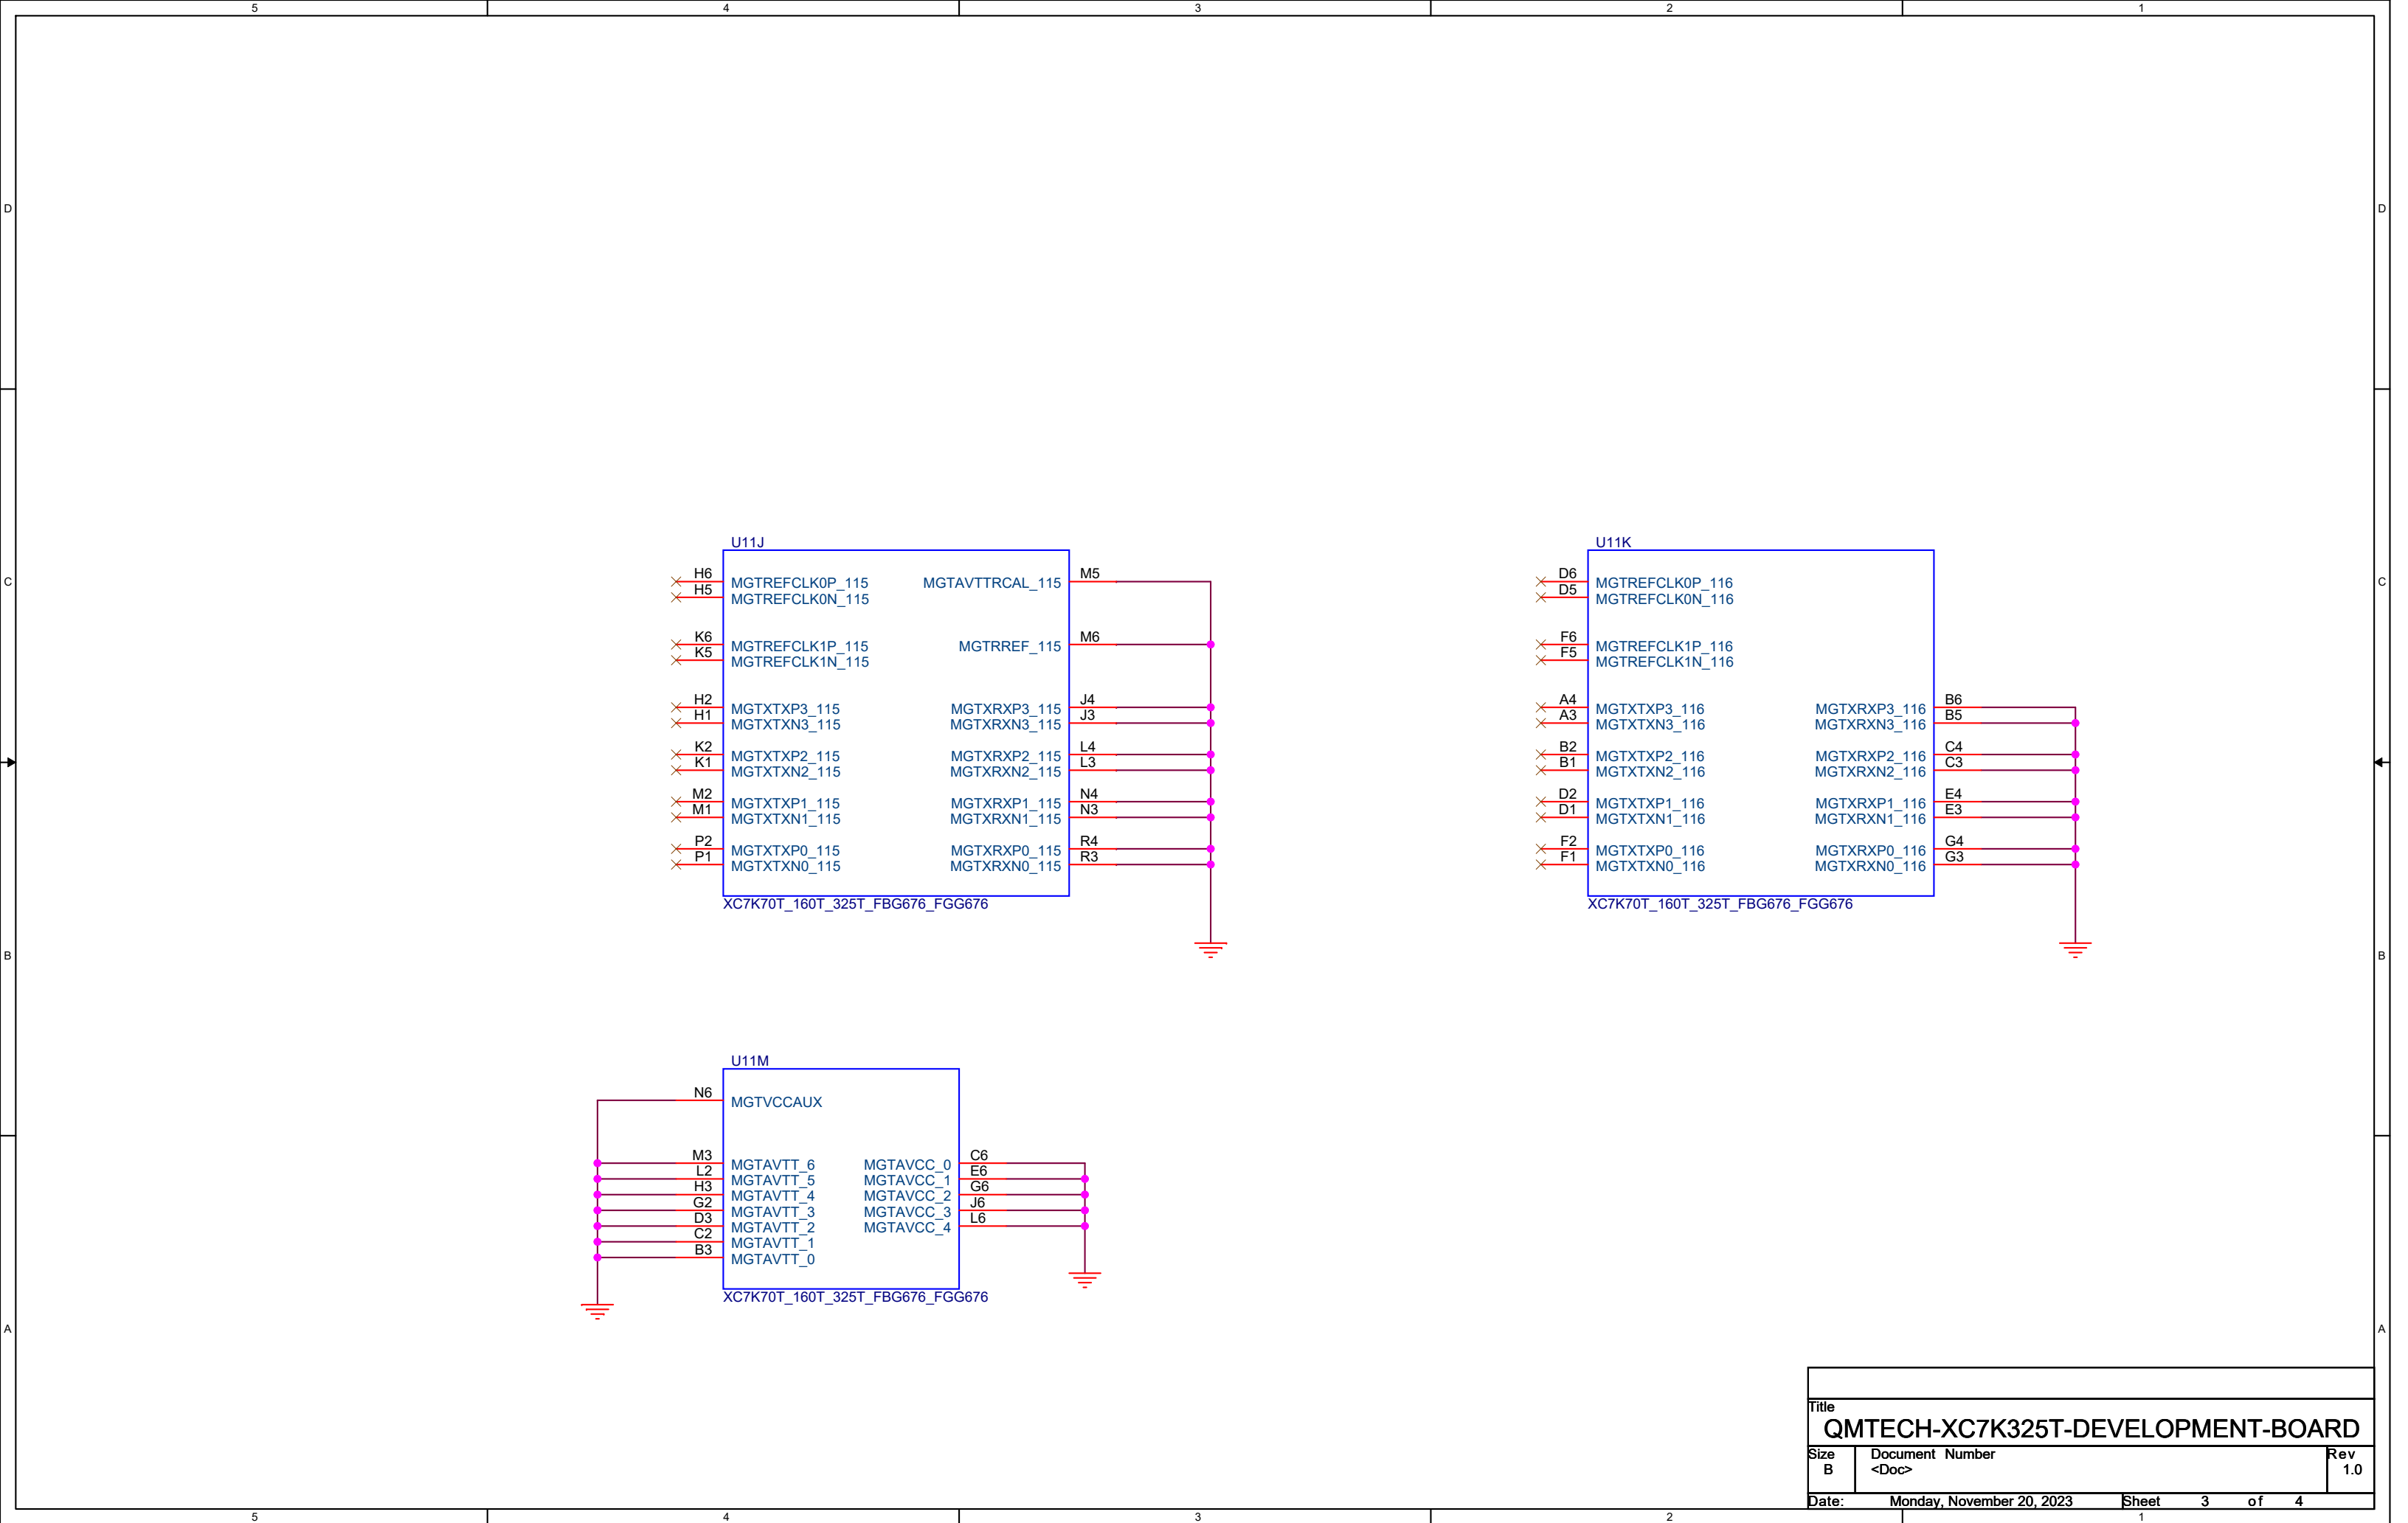 5 4 3 2 1
D D
C C
B B
A A
U11J
H6 MGTREFCLK0P_115 MGTAVTTRCAL_115 M5
H5 MGTREFCLK0N_115
K6 MGTREFCLK1P_115 MGTRREF_115 M6
K5 MGTREFCLK1N_115
H2 MGTXTXP3_115 MGTXRXP3_115 J4
H1 MGTXTXN3_115 MGTXRXN3_115 J3
K2 MGTXTXP2_115 MGTXRXP2_115 L4
K1 MGTXTXN2_115 MGTXRXN2_115 L3
M2 MGTXTXP1_115 MGTXRXP1_115 N4
M1 MGTXTXN1_115 MGTXRXN1_115 N3
P2 MGTXTXP0_115 MGTXRXP0_115 R4
P1 MGTXTXN0_115 MGTXRXN0_115 R3
XC7K70T_160T_325T_FBG676_FGG676
U11K
D6 MGTREFCLK0P_116
D5 MGTREFCLK0N_116
F6 MGTREFCLK1P_116
F5 MGTREFCLK1N_116
A4 MGTXTXP3_116 MGTXRXP3_116 B6
A3 MGTXTXN3_116 MGTXRXN3_116 B5
B2 MGTXTXP2_116 MGTXRXP2_116 C4
B1 MGTXTXN2_116 MGTXRXN2_116 C3
D2 MGTXTXP1_116 MGTXRXP1_116 E4
D1 MGTXTXN1_116 MGTXRXN1_116 E3
F2 MGTXTXP0_116 MGTXRXP0_116 G4
F1 MGTXTXN0_116 MGTXRXN0_116 G3
XC7K70T_160T_325T_FBG676_FGG676
U11M
N6 MGTVCCAUX
M3 MGTAVTT_6 MGTAVCC_0 C6
L2 MGTAVTT_5 MGTAVCC_1 E6
H3 MGTAVTT_4 MGTAVCC_2 G6
G2 MGTAVTT_3 MGTAVCC_3 J6
D3 MGTAVTT_2 MGTAVCC_4 L6
C2 MGTAVTT_1
B3 MGTAVTT_0
XC7K70T_160T_325T_FBG676_FGG676
Title
QMTECH-XC7K325T-DEVELOPMENT-BOARD
Size Document Number Rev
B <Doc> 1.0
Date: Monday, November 20, 2023 Sheet 3 of 4
5 4 3 2 1